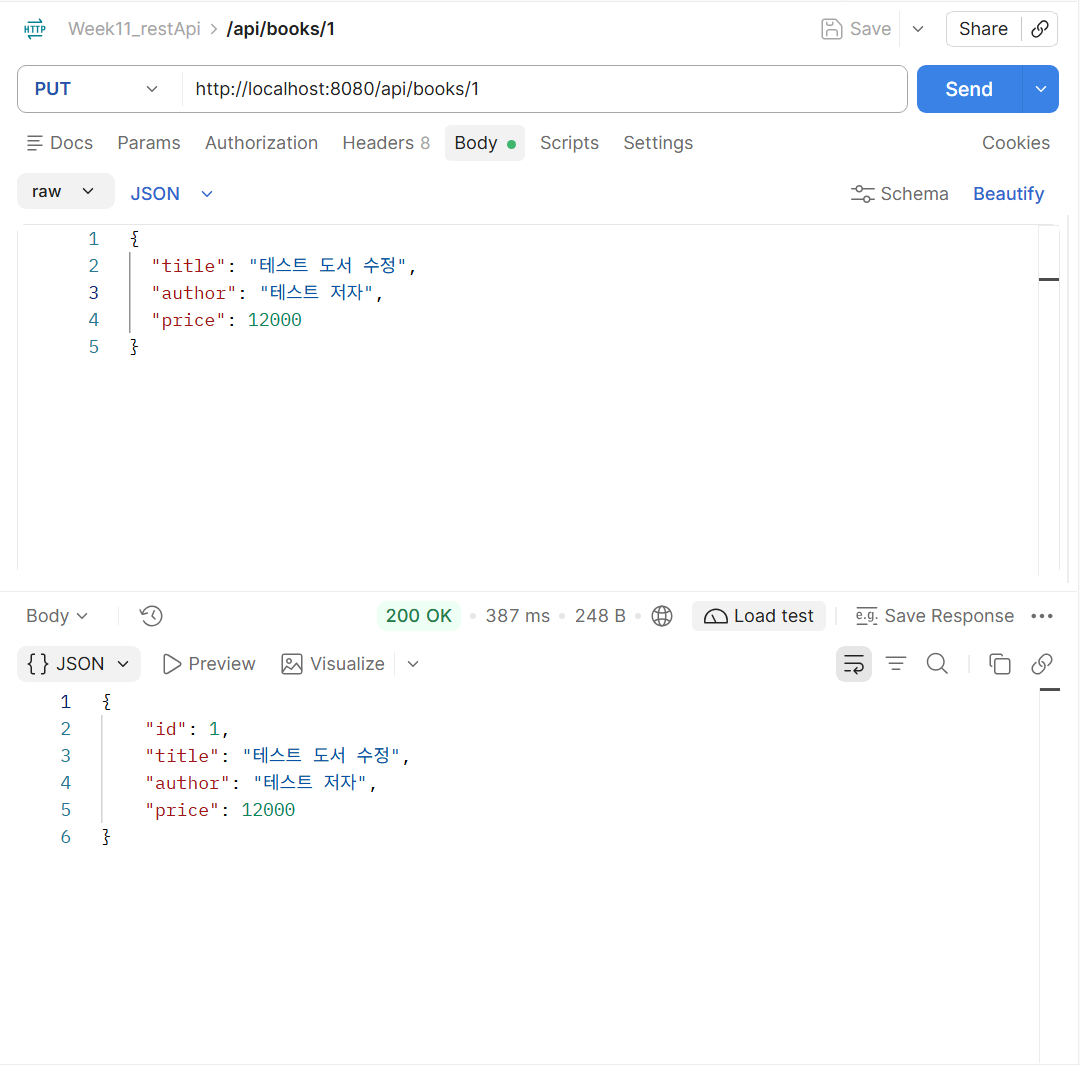 HTTP Week11_restApi > /api/books/1 Save Share
PUT http://localhost:8080/api/books/1 Send
Docs Params Authorization Headers 8 Body Scripts Settings Cookies
raw JSON Schema Beautify
1 {
2 "title": "테스트 도서 수정",
3 "author": "테스트 저자",
4 "price": 12000
5 }
Body 200 OK • 387 ms • 248 B • Load test e.g. Save Response
{} JSON Preview Visualize
1 {
2 "id": 1,
3 "title": "테스트 도서 수정",
4 "author": "테스트 저자",
5 "price": 12000
6 }